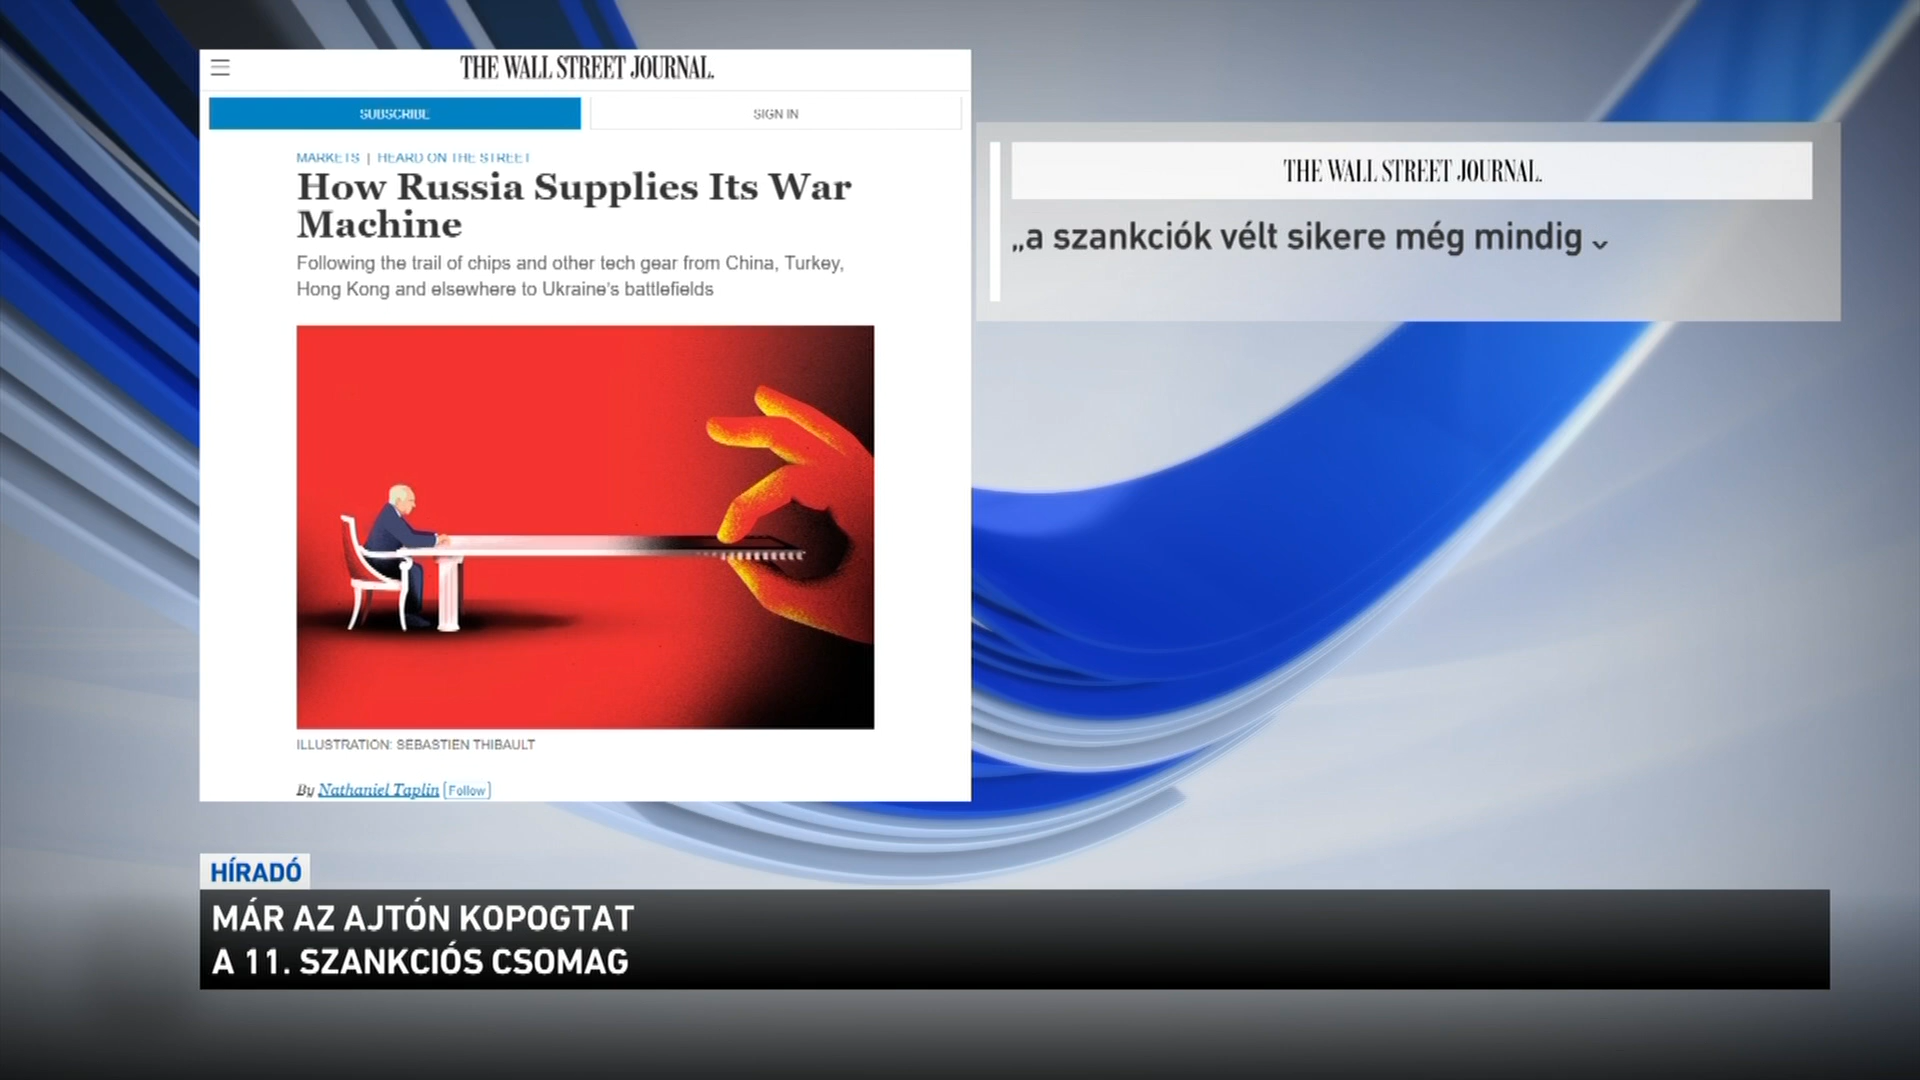 THE WALL STREET JOURNAL.
SUBSCRIBE
SIGN IN
MARKETS | HEARD ON THE STREET
How Russia Supplies Its War
Machine
Following the trail of chips and other tech gear from China, Turkey,
Hong Kong and elsewhere to Ukraine's battlefields
ILLUSTRATION: SEBASTIEN THIBAULT
By Nathaniel Taplin Follow
THE WALL STREET JOURNAL.
„a szankciók vélt sikere még mindig
HÍRADÓ
MÁR AZ AJTÓN KOPOGTAT
A 11. SZANKCIÓS CSOMAG